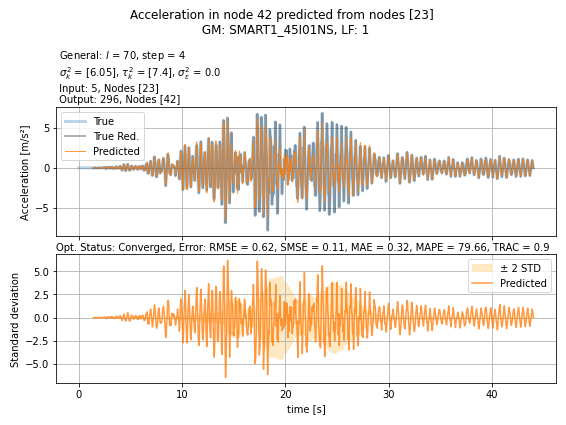 Acceleration in node 42 predicted from nodes [23]
GM: SMART1_45I01NS, LF: 1
General: l = 70, step = 4
σ²ₖ = [6.05], τ²ₖ = [7.4], σ²ε = 0.0
Input: 5, Nodes [23]
Output: 296, Nodes [42]
Acceleration [m/s²]
5
0
−5
True
True Red.
Predicted
Opt. Status: Converged, Error: RMSE = 0.62, SMSE = 0.11, MAE = 0.32, MAPE = 79.66, TRAC = 0.9
Standard deviation
5.0
2.5
0.0
−2.5
−5.0
± 2 STD
Predicted
0 10 20 30 40
time [s]